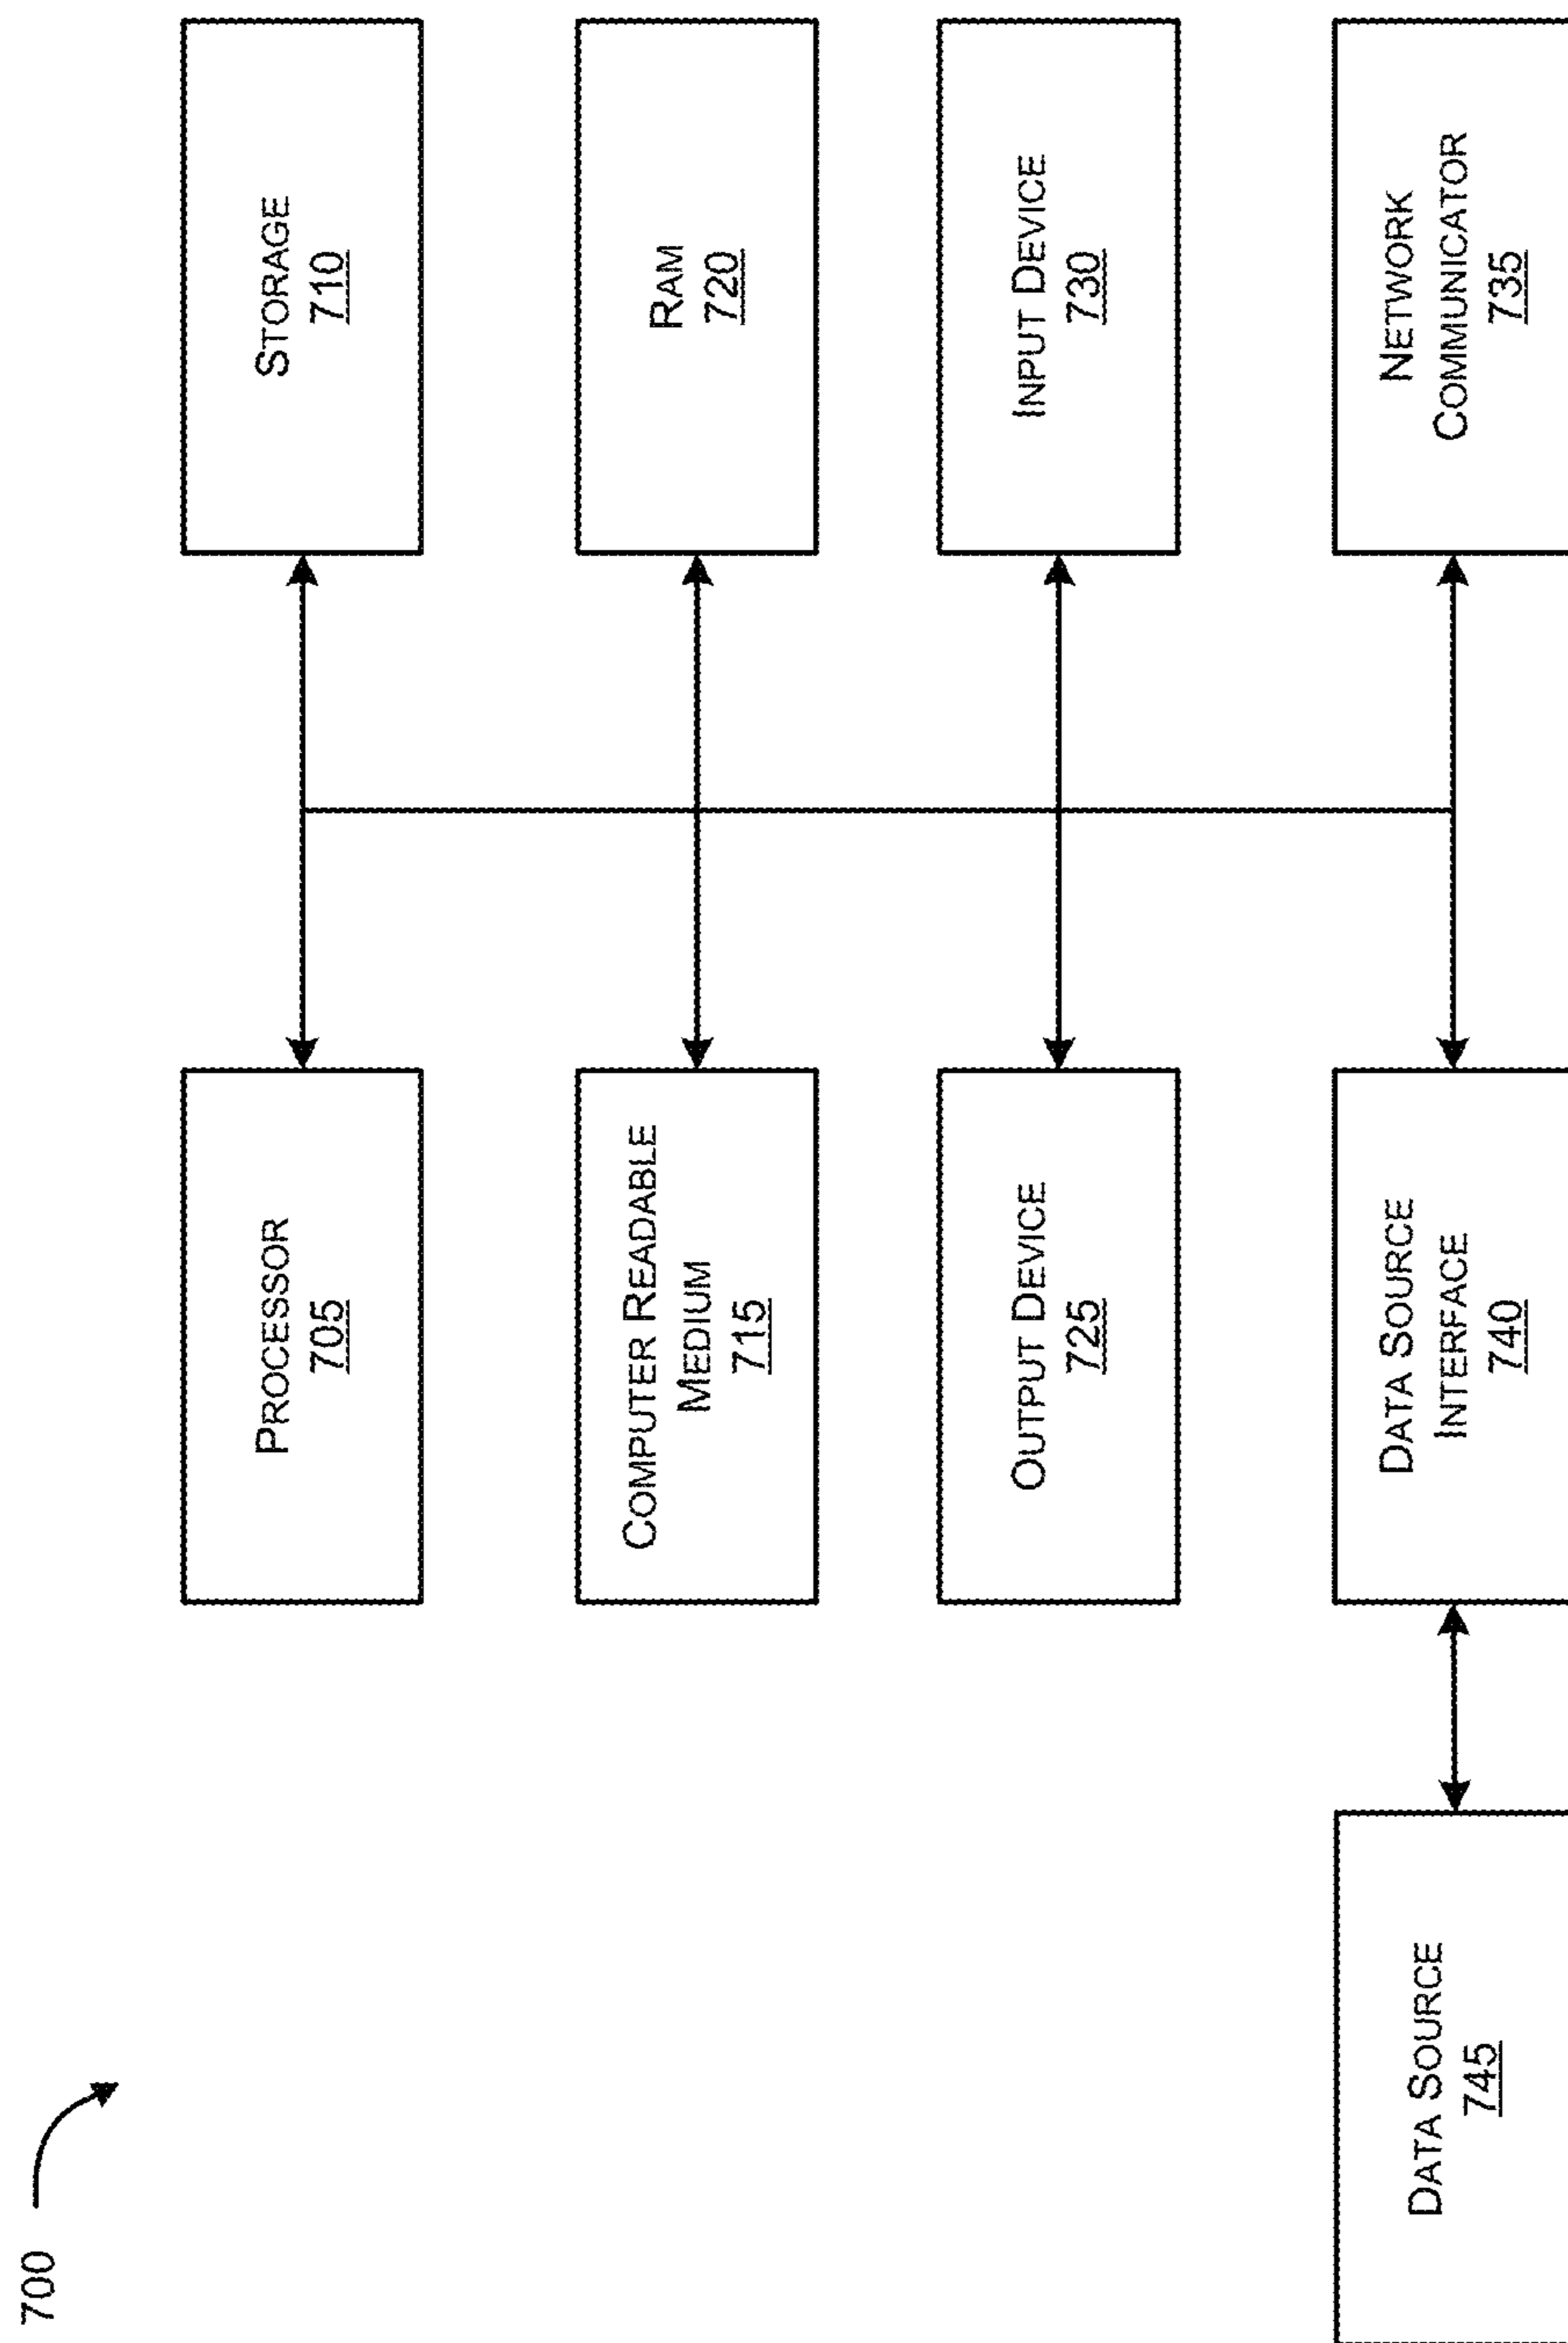 700
PROCESSOR
705
STORAGE
710
COMPUTER READABLE
MEDIUM
715
RAM
720
OUTPUT DEVICE
725
INPUT DEVICE
730
DATA SOURCE
745
DATA SOURCE
INTERFACE
740
NETWORK
COMMUNICATOR
735